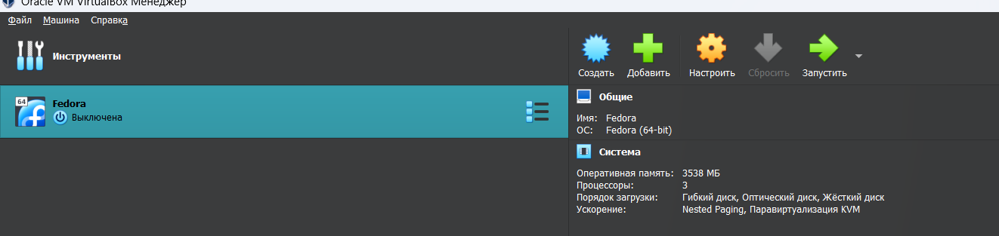 Oracle VM VirtualBox Менеджер
Файл Машина Справка
Инструменты
Создать Добавить Настроить Сбросить Запустить
64
Fedora
Выключена
Общие
Имя: Fedora
ОС: Fedora (64-bit)
Система
Оперативная память: 3538 МБ
Процессоры: 3
Порядок загрузки: Гибкий диск, Оптический диск, Жёсткий диск
Ускорение: Nested Paging, Паравиртуализация KVM